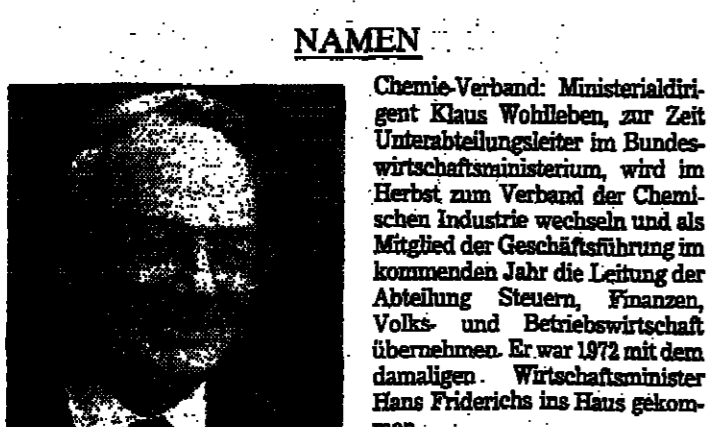 NAMEN
Chemie-Verband: Ministerialdiri-
gent Klaus Wohlleben, zur Zeit
Unterabteilungsleiter im Bundes-
wirtschaftsministerium, wird im
Herbst zum Verband der Chemi-
schen Industrie wechseln und als
Mitglied der Geschäftsführung im
kommenden Jahr die Leitung der
Abteilung Steuern, Finanzen,
Volks- und Betriebswirtschaft
übernehmen. Er war 1972 mit dem
damaligen Wirtschaftsminister
Hans Friderichs ins Haus gekom-